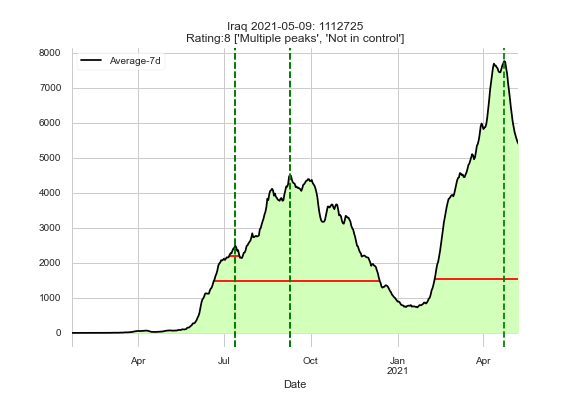 Iraq 2021-05-09: 1112725
Rating:8 ['Multiple peaks', 'Not in control']
Average-7d
8000
7000
6000
5000
4000
3000
2000
1000
0
Apr
Jul
Oct
Jan
2021
Apr
Date